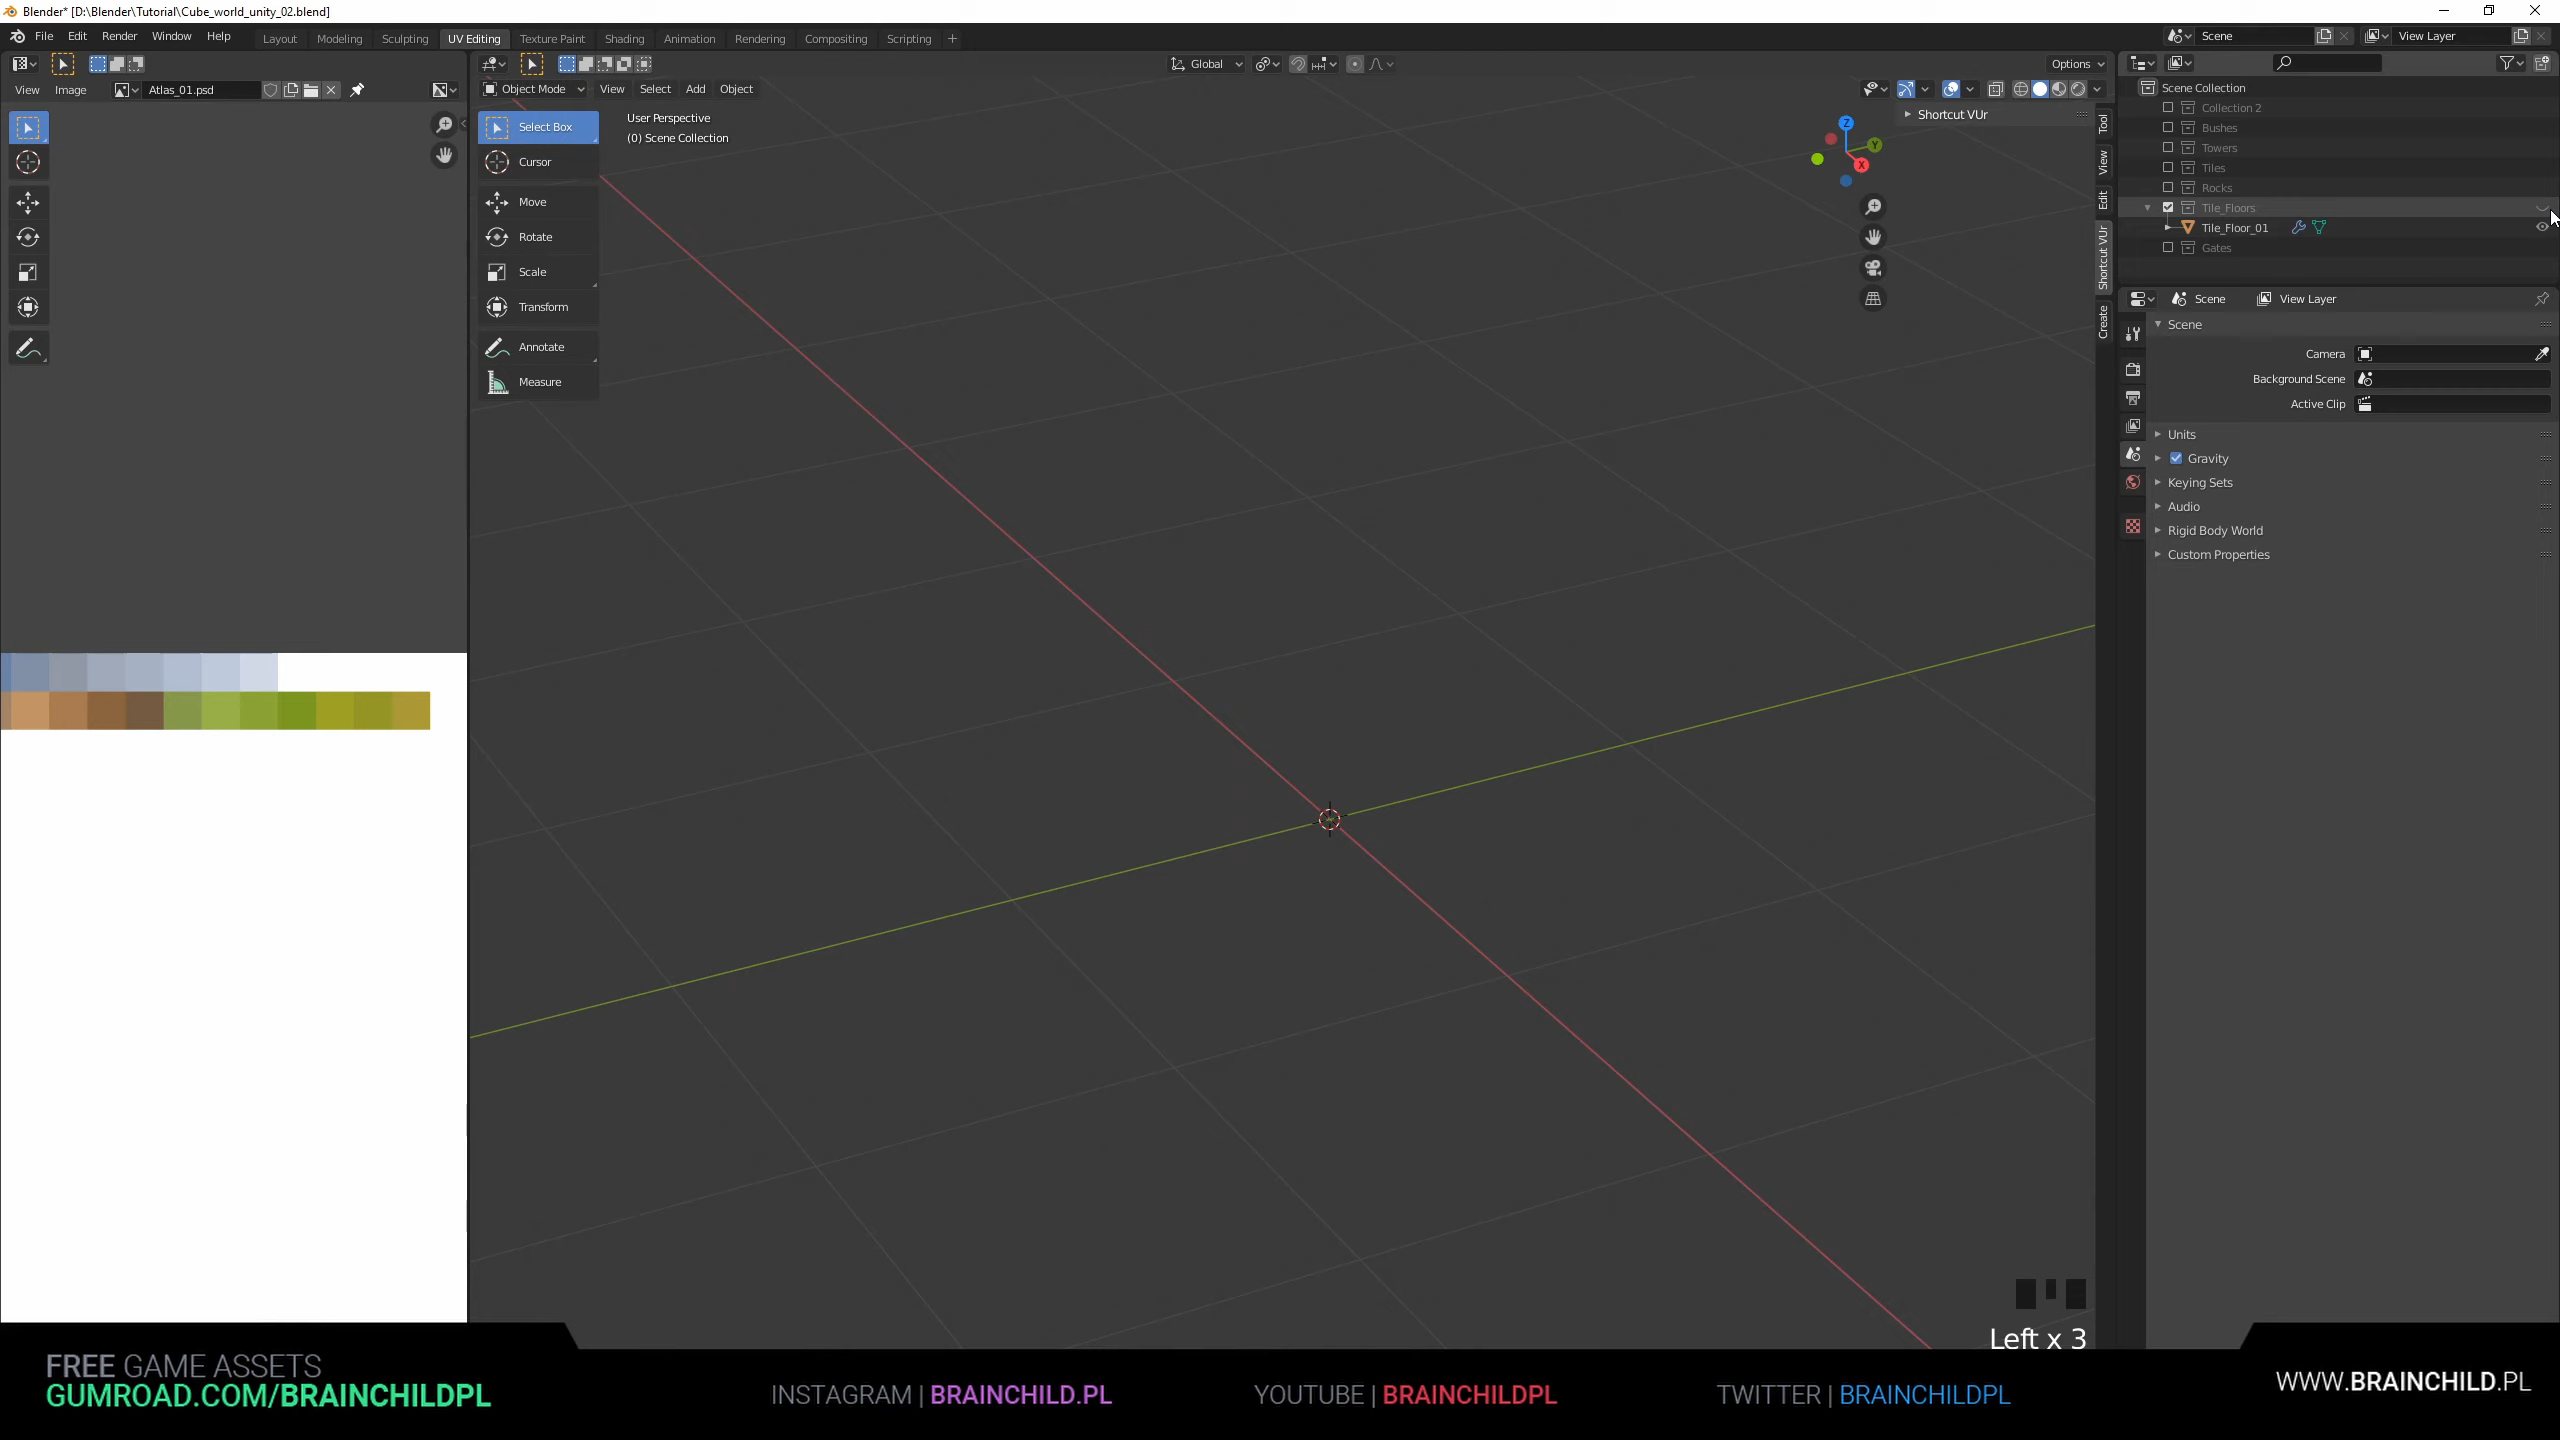 Blender* [D:\Blender\Tutorial\Cube_world_unity_02.blend]
File Edit Render Window Help Layout Modeling Sculpting UV Editing Texture Paint Shading Animation Rendering Compositing Scripting Scene View Layer
Global Options
View Image Atlas_01.psd Object Mode View Select Add Object
Scene Collection
Collection 2
Bushes
Towers
Tiles
Rocks
Tile_Floors
Tile_Floor_01
Gates
Select Box
Cursor
Move
Rotate
Scale
Transform
Annotate
Measure
User Perspective
(0) Scene Collection
Shortcut VUr
Z
Y
X
Tool
View
Edit
Shortcut VUr
Create
Scene View Layer
Scene
Camera
Background Scene
Active Clip
Units
Gravity
Keying Sets
Audio
Rigid Body World
Custom Properties
Left x 3
FREE GAME ASSETS
GUMROAD.COM/BRAINCHILDPL
INSTAGRAM | BRAINCHILD.PL
YOUTUBE | BRAINCHILDPL
TWITTER | BRAINCHILDPL
WWW.BRAINCHILD.PL